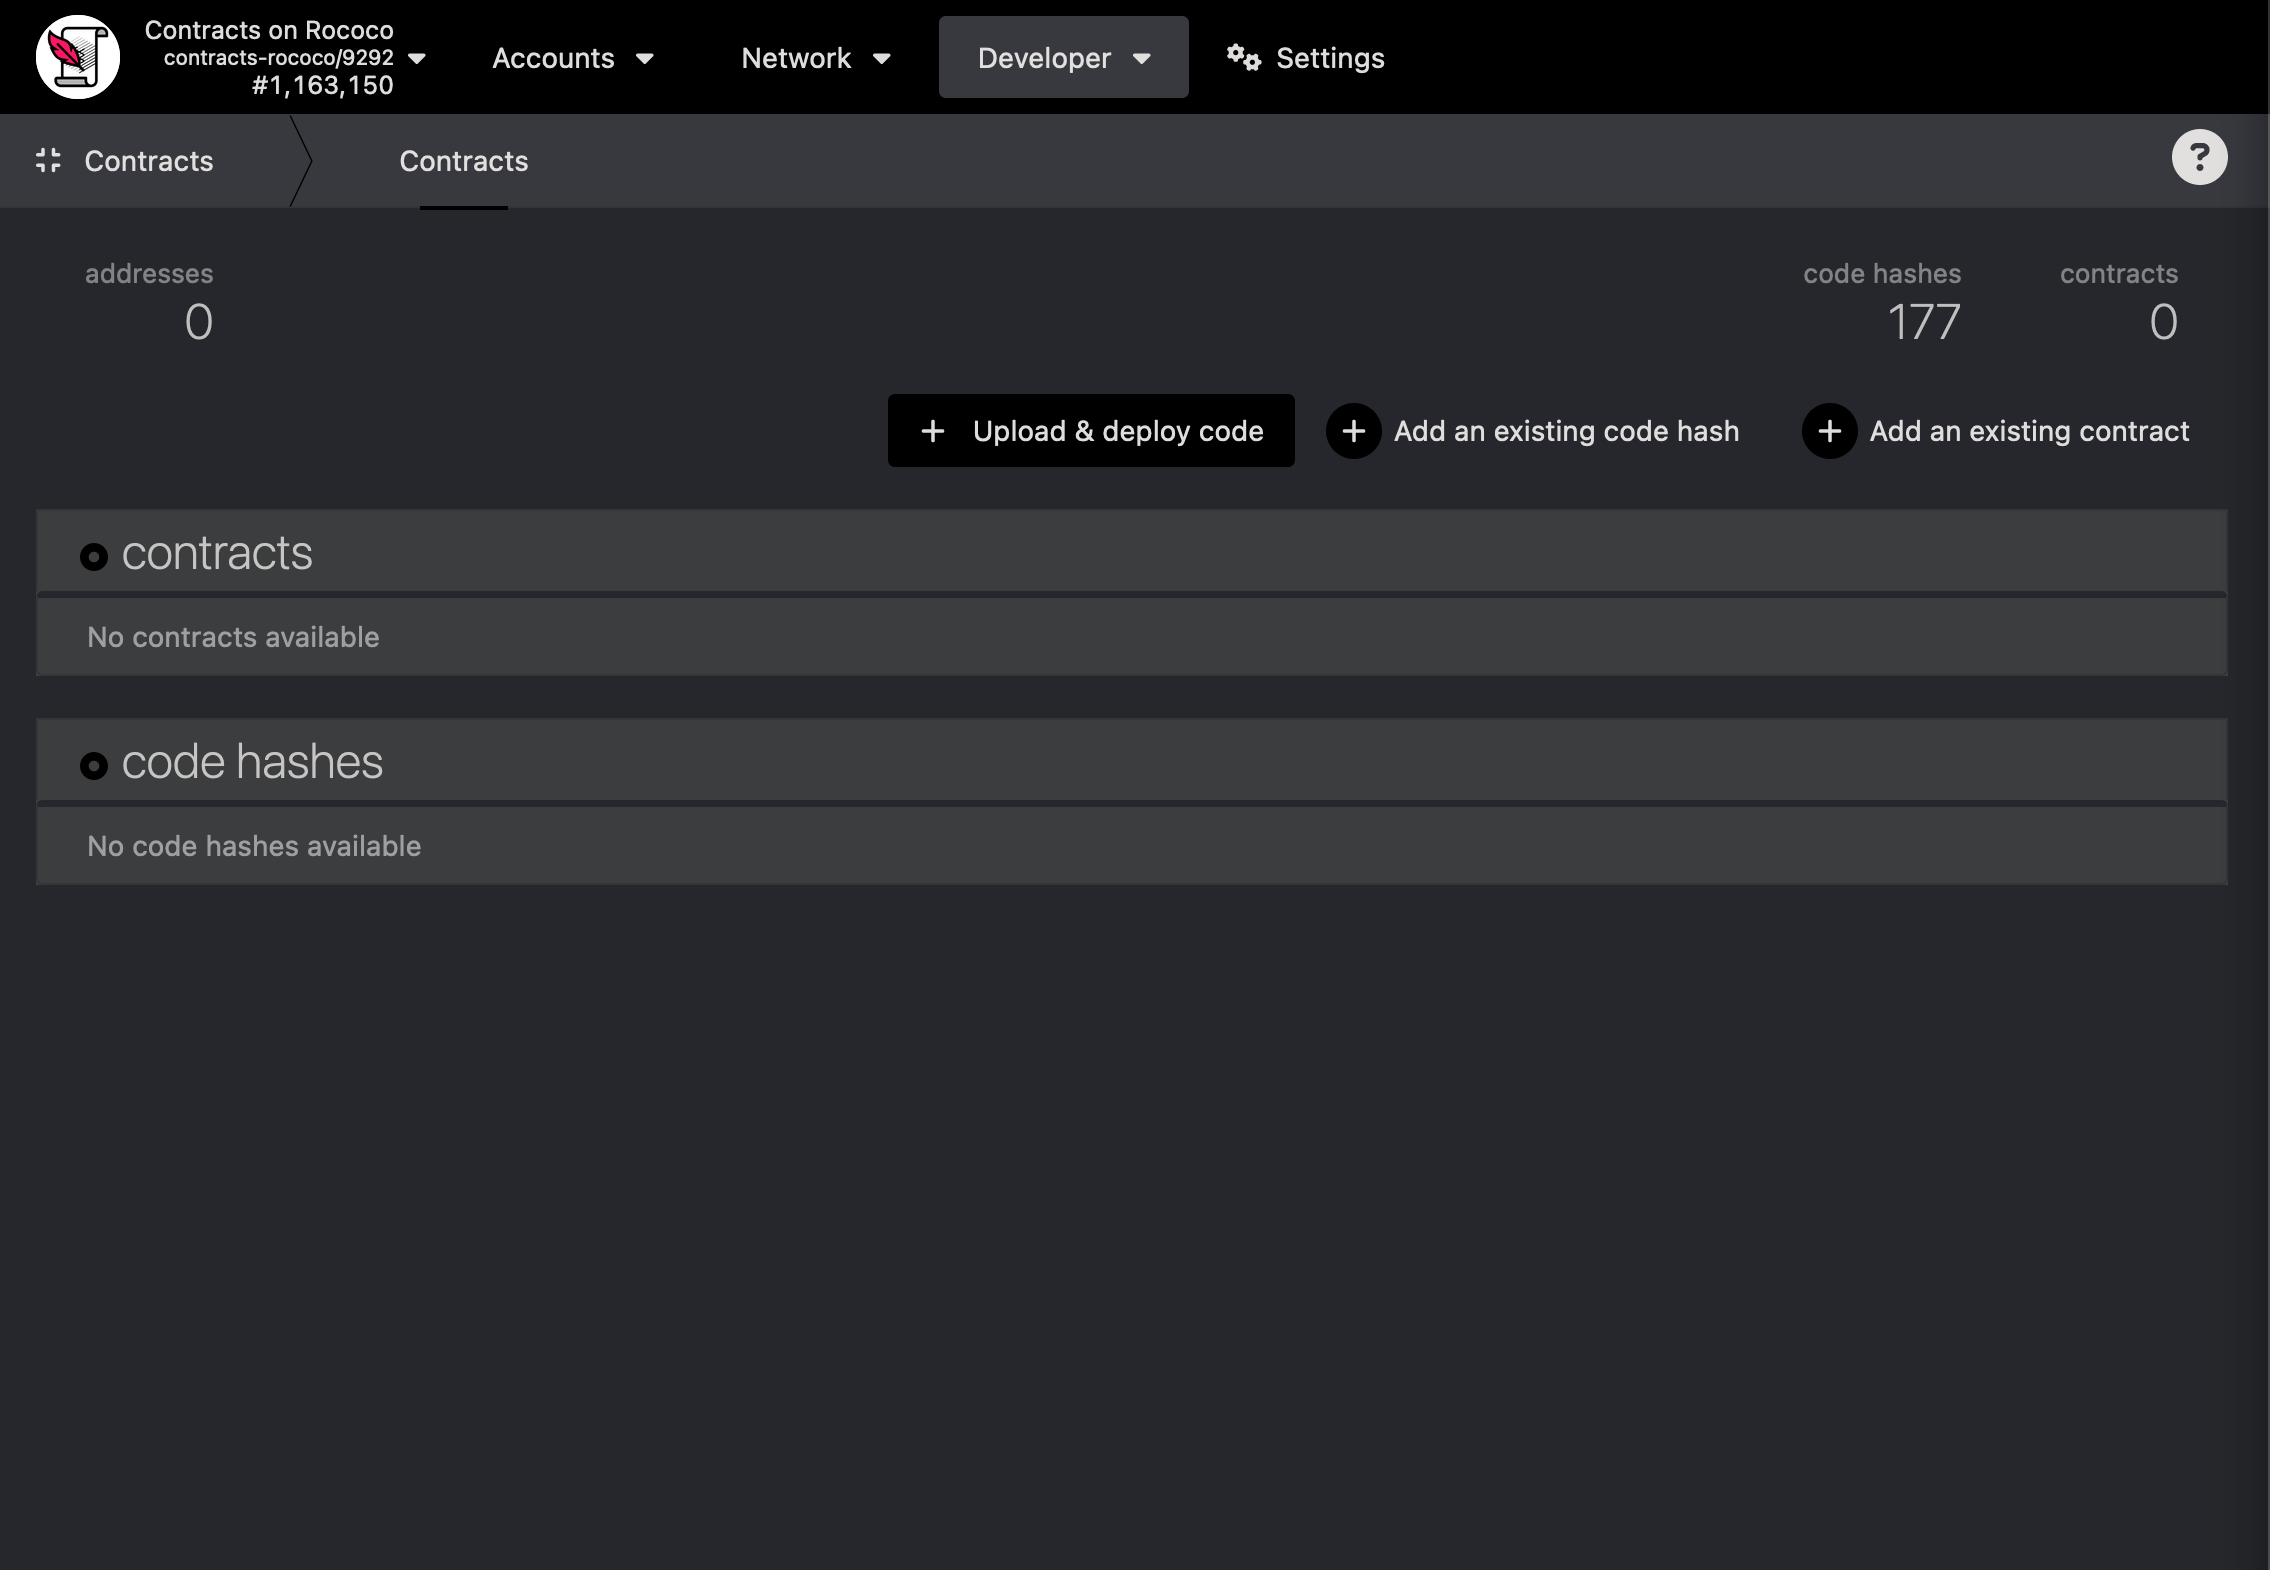 Contracts on Rococo
contracts-rococo/9292
#1,163,150
Accounts
Network
Developer
Settings
Contracts
Contracts
?
addresses
0
code hashes
177
contracts
0
+ Upload & deploy code
+ Add an existing code hash
+ Add an existing contract
contracts
No contracts available
code hashes
No code hashes available